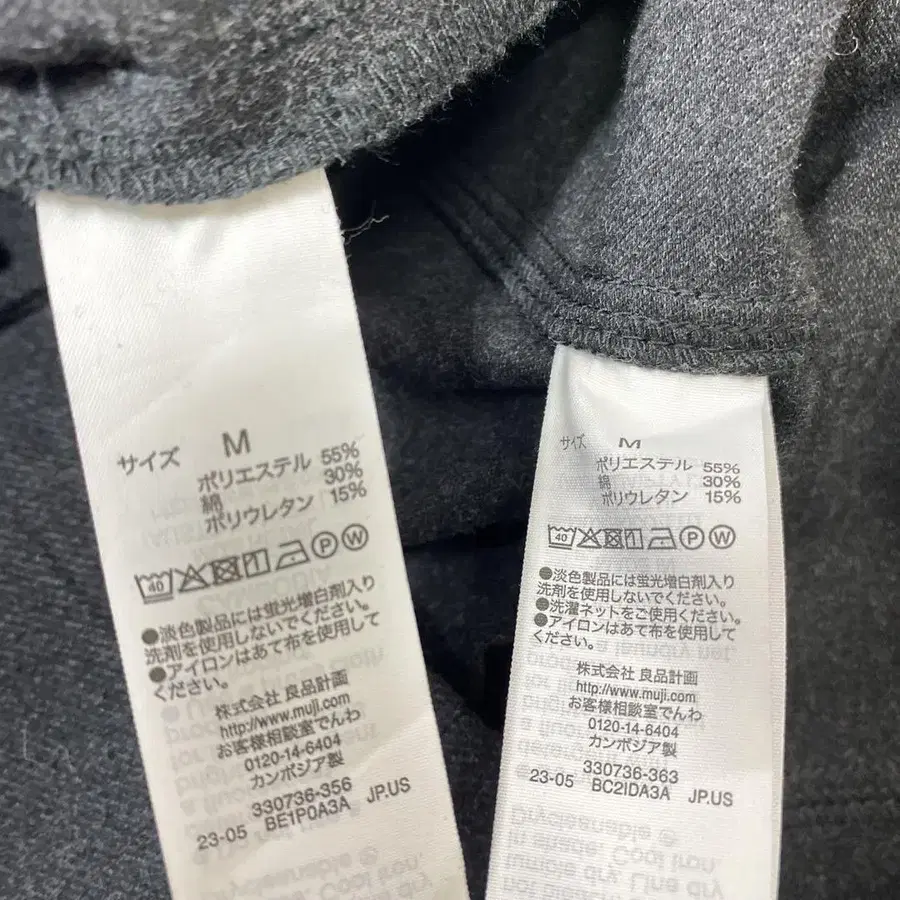 サイズ M
ポリエステル 55%
綿 30%
ポリウレタン 15%
40 P W
●淡色製品には蛍光増白剤入り
洗剤を使用しないでください。
●アイロンはあて布を使用して
ください。
株式会社 良品計画
http://www.muji.com
お客様相談室でんわ
0120-14-6404
カンボジア製
330736-356
23-05 BE1P0A3A JP.US
サイズ M
ポリエステル 55%
綿 30%
ポリウレタン 15%
40 P W
●淡色製品には蛍光増白剤入り
洗剤を使用しないでください。
●洗濯ネットをご使用ください。
●アイロンはあて布を使用して
ください。
株式会社 良品計画
http://www.muji.com
お客様相談室でんわ
0120-14-6404
カンボジア製
330736-363
23-05 BC2IDA3A JP.US